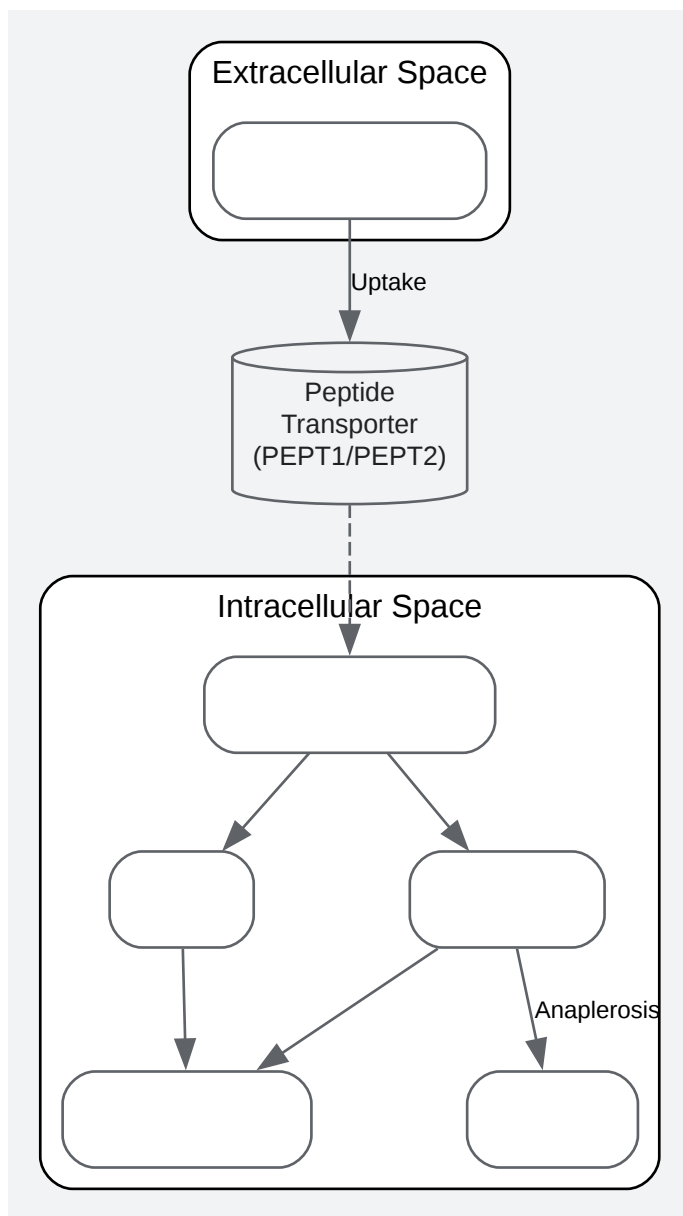 Extracellular Space
Uptake
Peptide
Transporter
(PEPT1/PEPT2)
Intracellular Space
Anaplerosis